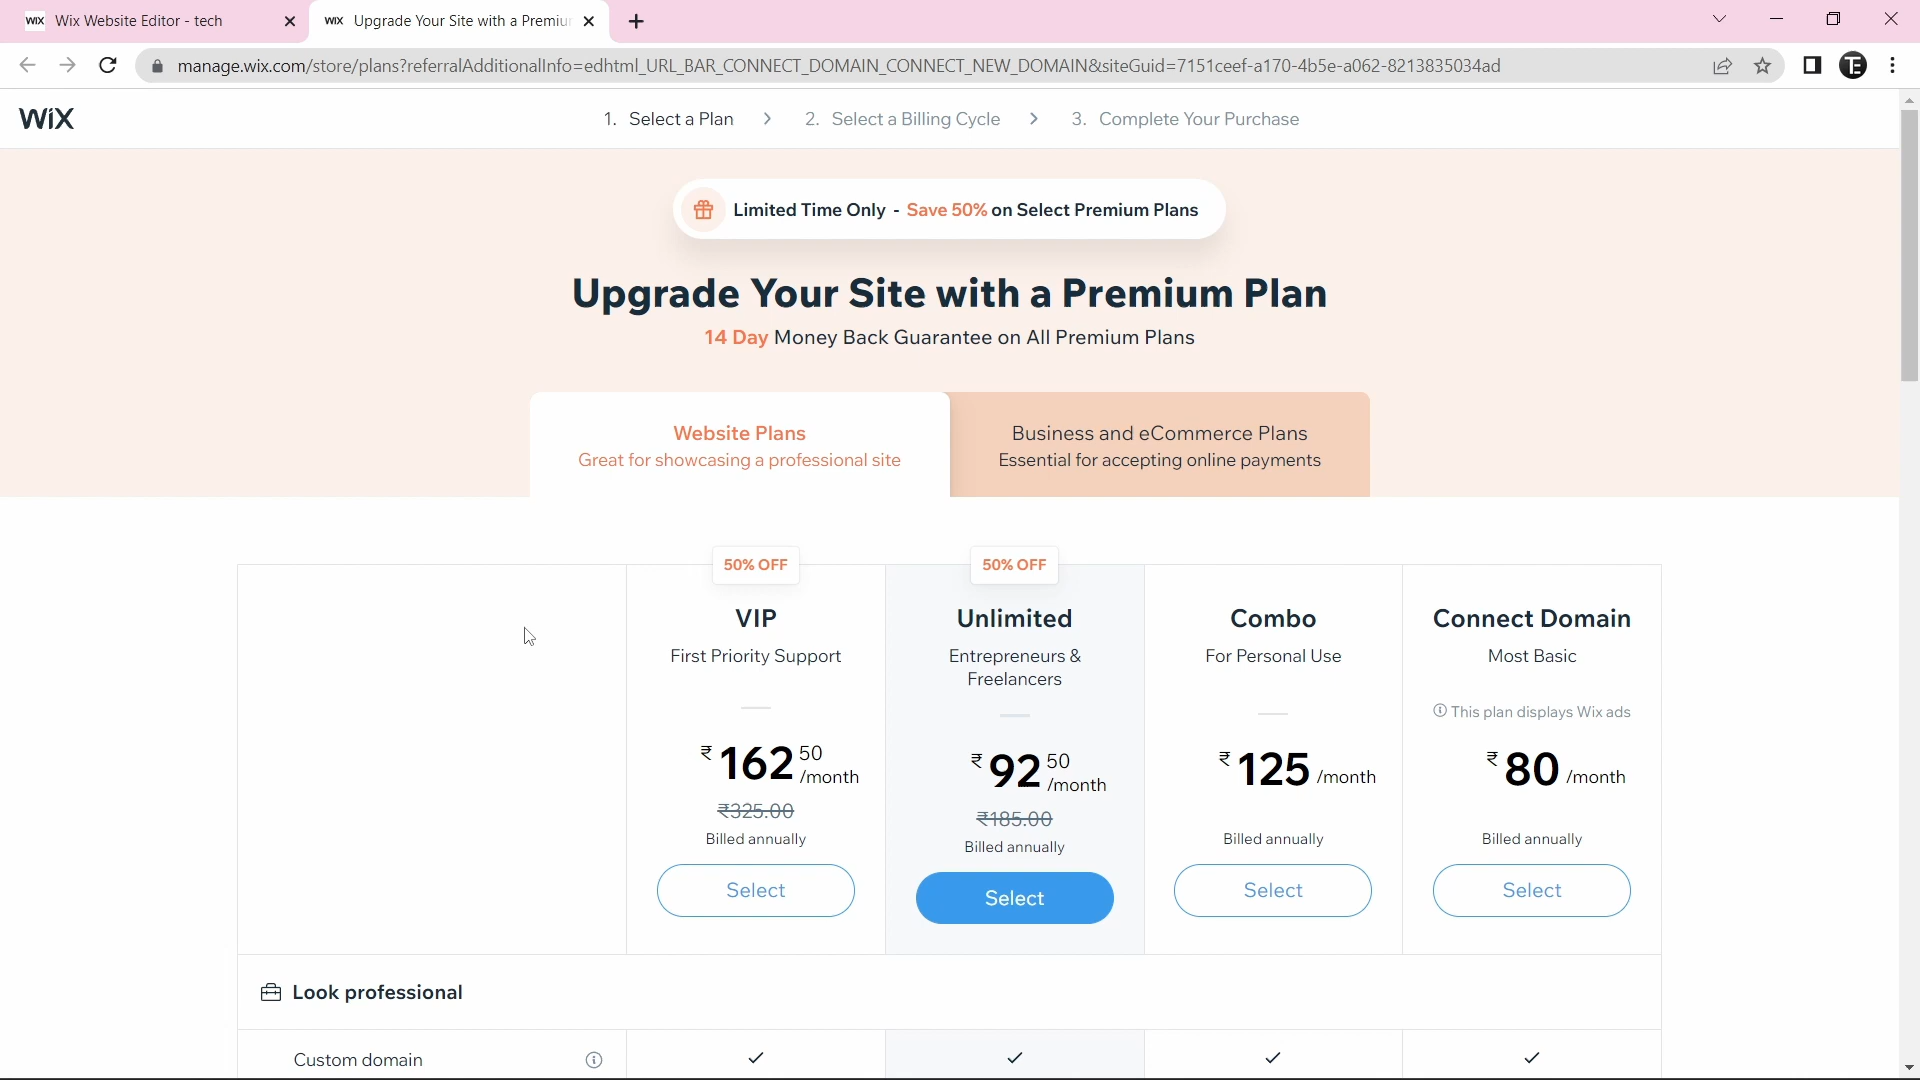 WIX Wix Website Editor - tech
WIX Upgrade Your Site with a Premiu
manage.wix.com/store/plans?referralAdditionalInfo=edhtml_URL_BAR_CONNECT_DOMAIN_CONNECT_NEW_DOMAIN&siteGuid=7151ceef-a170-4b5e-a062-8213835034ad
TE
WiX
1. Select a Plan > 2. Select a Billing Cycle > 3. Complete Your Purchase
Limited Time Only - Save 50% on Select Premium Plans
Upgrade Your Site with a Premium Plan
14 Day Money Back Guarantee on All Premium Plans
Website Plans
Great for showcasing a professional site
Business and eCommerce Plans
Essential for accepting online payments
50% OFF
VIP
First Priority Support
₹ 162 50 /month
₹325.00
Billed annually
Select
50% OFF
Unlimited
Entrepreneurs &
Freelancers
₹ 92 50 /month
₹185.00
Billed annually
Select
Combo
For Personal Use
₹ 125 /month
Billed annually
Select
Connect Domain
Most Basic
This plan displays Wix ads
₹ 80 /month
Billed annually
Select
Look professional
Custom domain